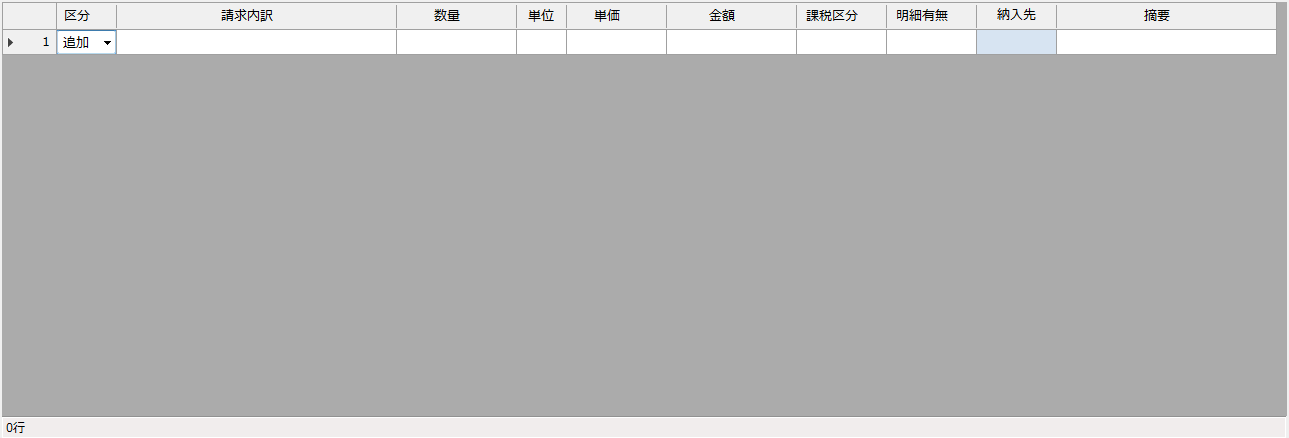 区分 請求内訳 数量 単位 単価 金額 課税区分 明細有無 納入先 摘要
1 追加
0行